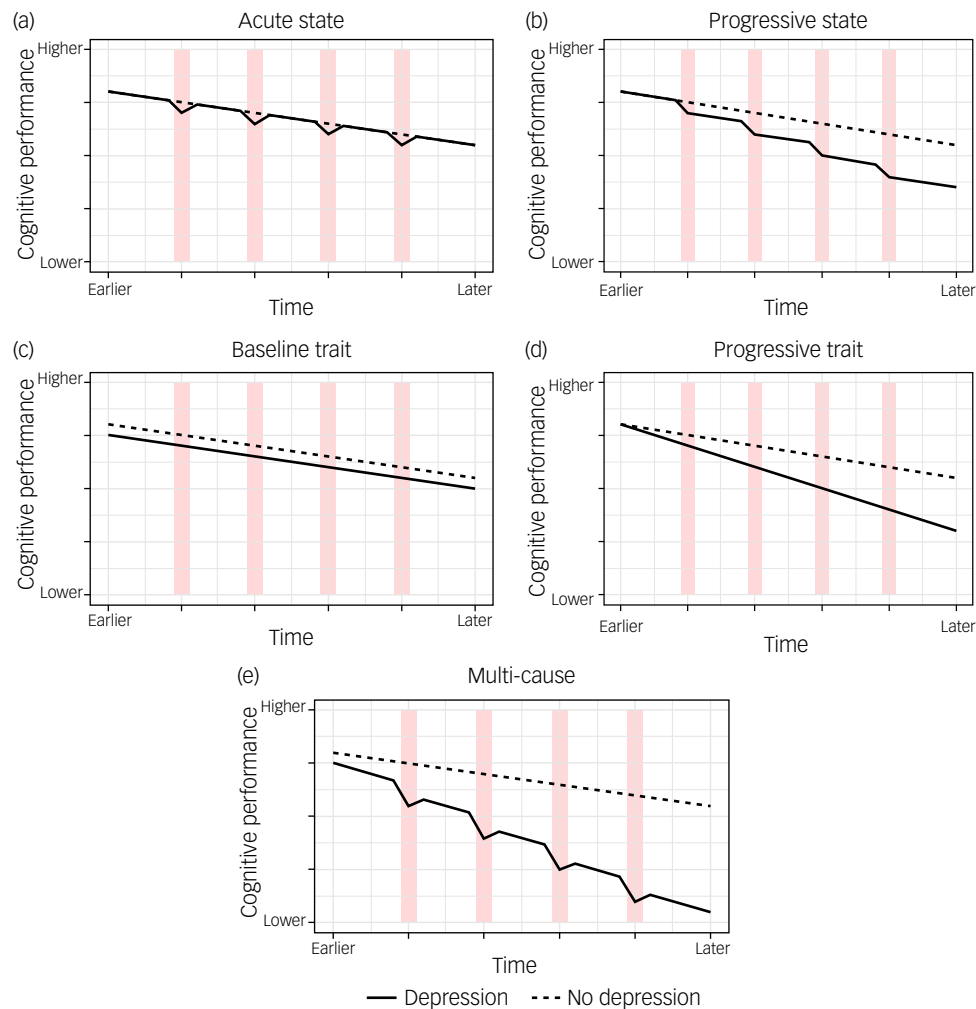 (a) Acute state
Higher
Cognitive performance
Lower
Earlier
Later
Time
(b) Progressive state
Higher
Cognitive performance
Lower
Earlier
Later
Time
(c) Baseline trait
Higher
Cognitive performance
Lower
Earlier
Later
Time
(d) Progressive trait
Higher
Cognitive performance
Lower
Earlier
Later
Time
(e) Multi-cause
Higher
Cognitive performance
Lower
Earlier
Later
Time
Depression No depression